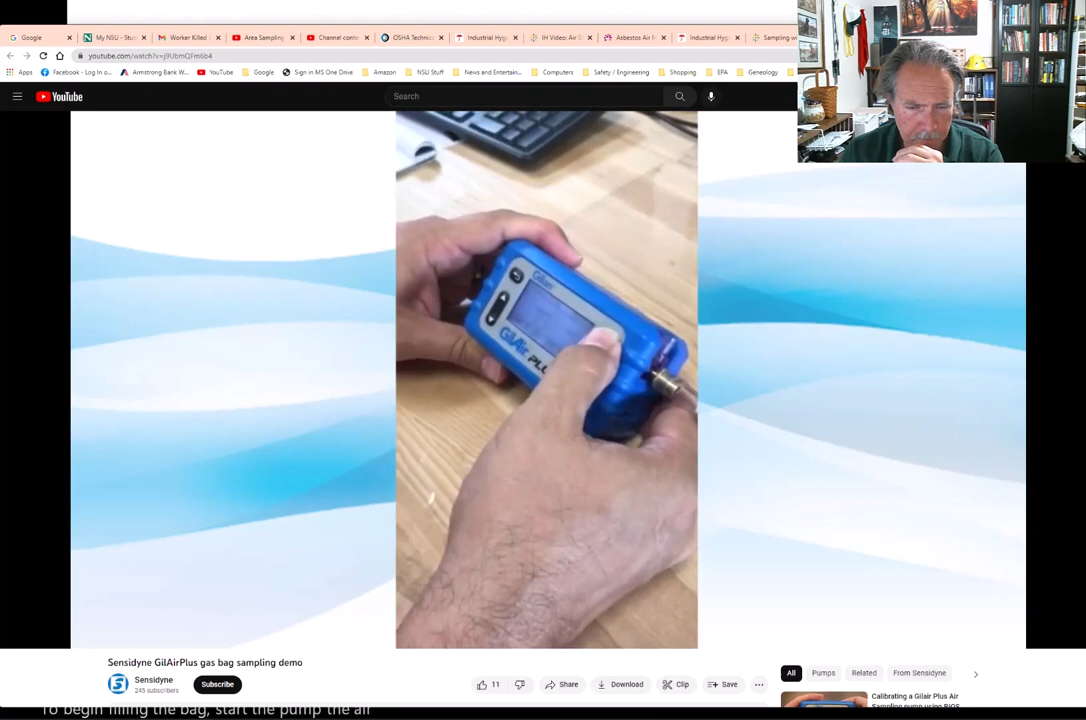 Google
My NSU - Stud
Worker Killed
Area Sampling
Channel conte
OSHA Technic
Industrial Hyg
IH Video: Air S
Asbestos Air M
Industrial Hyg
Sampling wi
youtube.com/watch?v=j9UbmQFm6b4
Apps
Facebook - Log In o...
Armstrong Bank W...
YouTube
Google
Sign in MS One Drive
Amazon
NSU Stuff
News and Entertain...
Computers
Safety / Engineering
Shopping
EPA
Geneology
YouTube
Search
Gilian
GilAir PLU
Sensidyne GilAirPlus gas bag sampling demo
Sensidyne
245 subscribers
Subscribe
11
Share
Download
Clip
Save
All
Pumps
Related
From Sensidyne
Calibrating a Gilair Plus Air
Sampling pump using BIOS
To begin filling the bag, start the pump the air